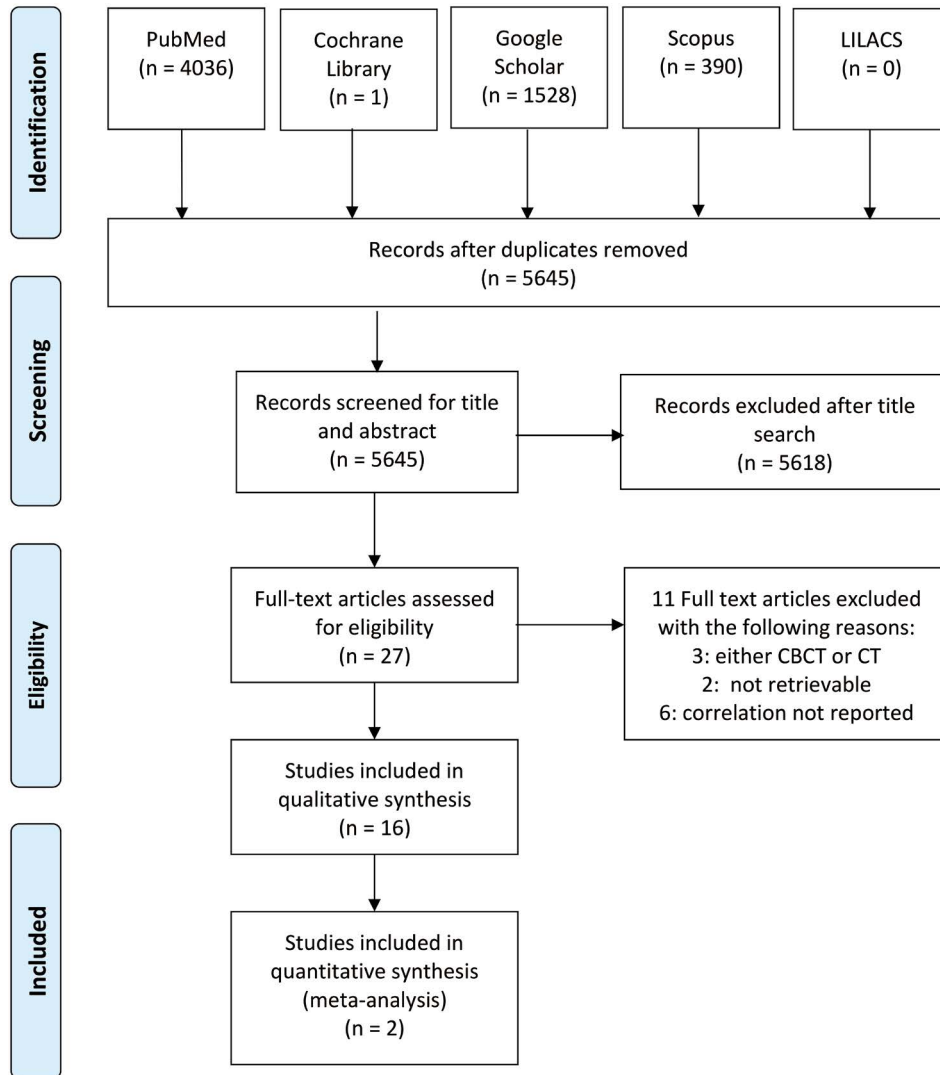 Identification
PubMed
(n = 4036)
Cochrane
Library
(n = 1)
Google
Scholar
(n = 1528)
Scopus
(n = 390)
LILACS
(n = 0)
Records after duplicates removed
(n = 5645)
Screening
Records screened for title
and abstract
(n = 5645)
Records excluded after title
search
(n = 5618)
Eligibility
Full-text articles assessed
for eligibility
(n = 27)
11 Full text articles excluded
with the following reasons:
3: either CBCT or CT
2: not retrievable
6: correlation not reported
Studies included in
qualitative synthesis
(n = 16)
Included
Studies included in
quantitative synthesis
(meta-analysis)
(n = 2)